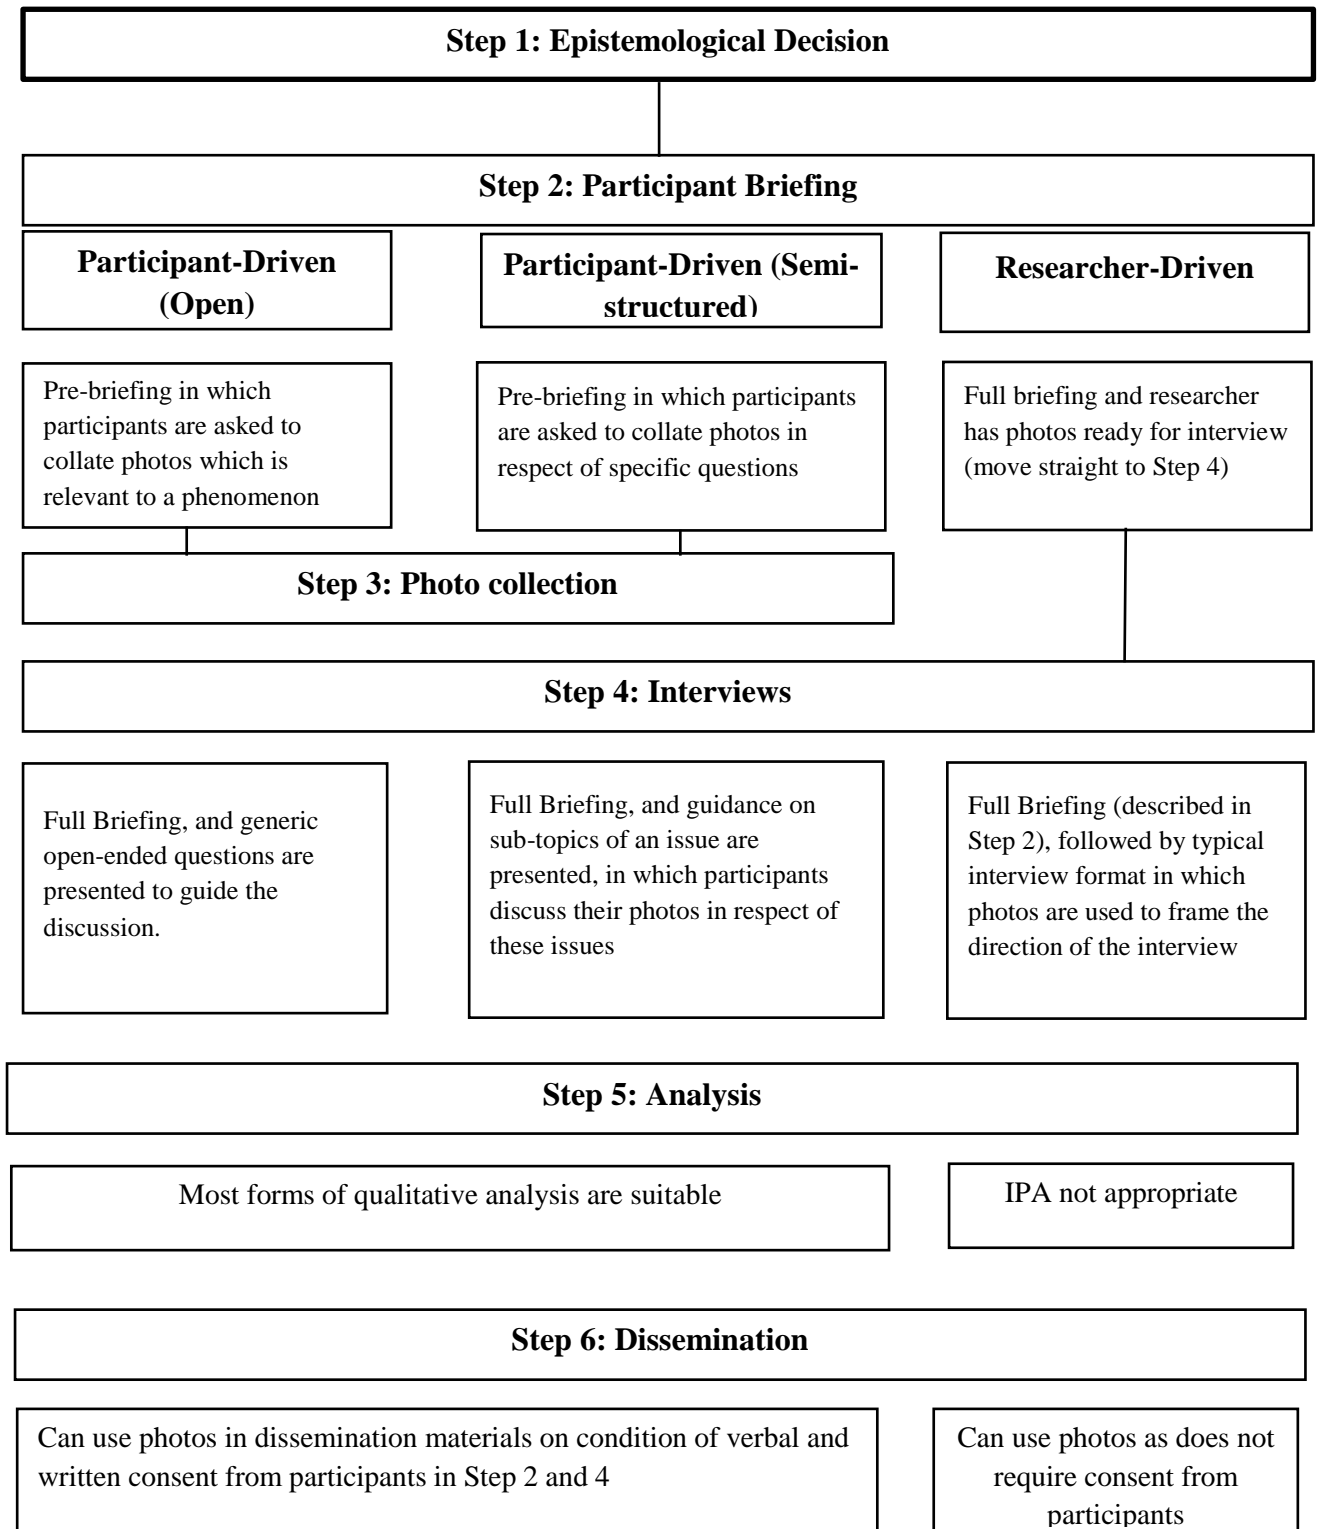 Step 1: Epistemological Decision
Step 2: Participant Briefing
Participant-Driven
(Open)
Participant-Driven (Semi-
structured)
Researcher-Driven
Pre-briefing in which
participants are asked to
collate photos which is
relevant to a phenomenon
Pre-briefing in which participants
are asked to collate photos in
respect of specific questions
Full briefing and researcher
has photos ready for interview
(move straight to Step 4)
Step 3: Photo collection
Step 4: Interviews
Full Briefing, and generic
open-ended questions are
presented to guide the
discussion.
Full Briefing, and guidance on
sub-topics of an issue are
presented, in which participants
discuss their photos in respect of
these issues
Full Briefing (described in
Step 2), followed by typical
interview format in which
photos are used to frame the
direction of the interview
Step 5: Analysis
Most forms of qualitative analysis are suitable
IPA not appropriate
Step 6: Dissemination
Can use photos in dissemination materials on condition of verbal and
written consent from participants in Step 2 and 4
Can use photos as does not
require consent from
participants